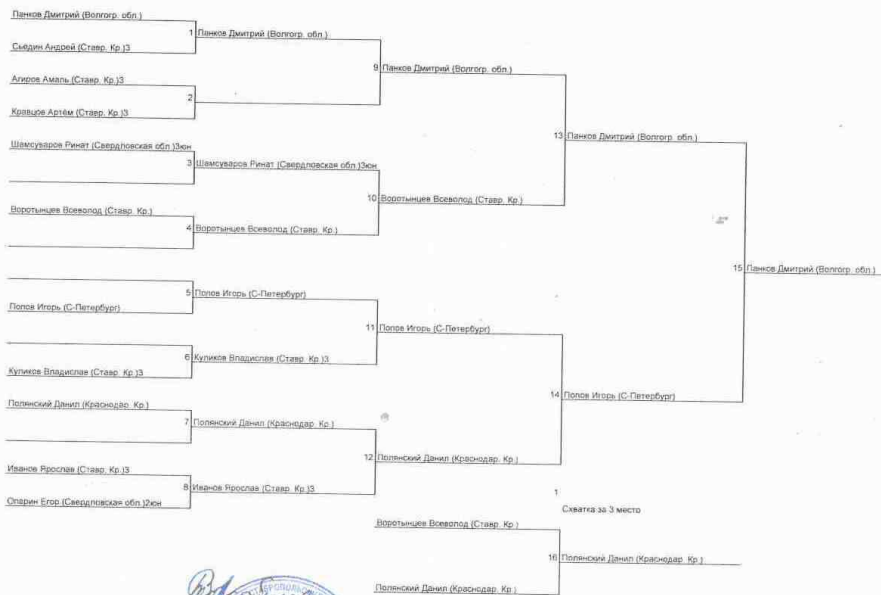 Панков Дмитрий (Волгогр. обл.)
1 Панков Дмитрий (Волгогр. обл.)
Сьедин Андрей (Ставр. Кр.)3
9 Панков Дмитрий (Волгогр. обл.)
Агиров Амаль (Ставр. Кр.)3
2
Кравцов Артём (Ставр. Кр.)3
13 Панков Дмитрий (Волгогр. обл.)
Шамсуваров Ринат (Свердловская обл.)3юн
3 Шамсуваров Ринат (Свердловская обл.)3юн
10 Воротынцев Всеволод (Ставр. Кр.)
Воротынцев Всеволод (Ставр. Кр.)
4 Воротынцев Всеволод (Ставр. Кр.)
15 Панков Дмитрий (Волгогр. обл.)
5 Попов Игорь (С-Петербург)
Попов Игорь (С-Петербург)
11 Попов Игорь (С-Петербург)
6 Куликов Владислав (Ставр. Кр.)3
Куликов Владислав (Ставр. Кр.)3
14 Попов Игорь (С-Петербург)
Полянский Данил (Краснодар. Кр.)
7 Полянский Данил (Краснодар. Кр.)
12 Полянский Данил (Краснодар. Кр.)
Иванов Ярослав (Ставр. Кр.)3
8 Иванов Ярослав (Ставр. Кр.)3
Опарин Егор (Свердловская обл.)2юн
1
Схватка за 3 место
Воротынцев Всеволод (Ставр. Кр.)
16 Полянский Данил (Краснодар. Кр.)
Полянский Данил (Краснодар. Кр.)